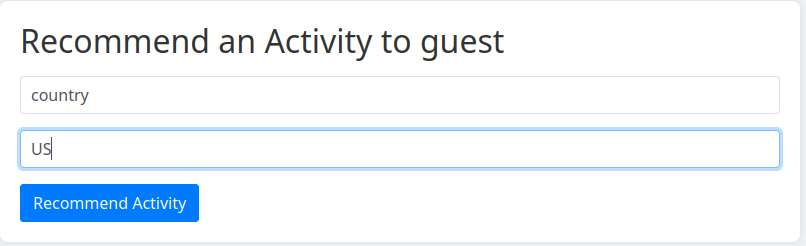 Recommend an Activity to guest
country
US
Recommend Activity